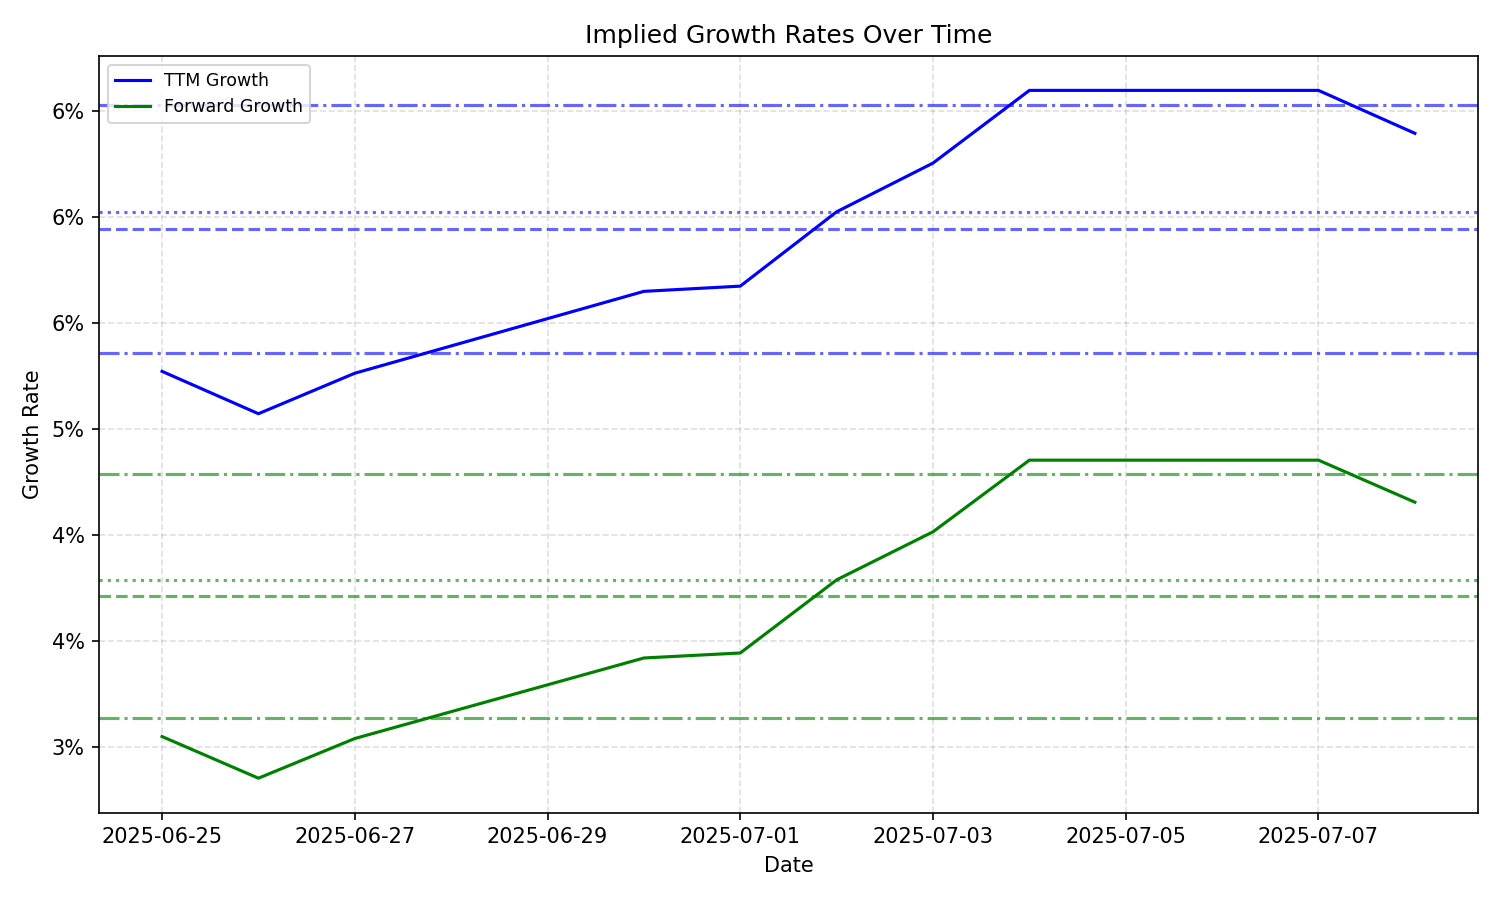 Implied Growth Rates Over Time
TTM Growth
Forward Growth
6%
6%
6%
5%
4%
4%
3%
Growth Rate
2025-06-25
2025-06-27
2025-06-29
2025-07-01
2025-07-03
2025-07-05
2025-07-07
Date